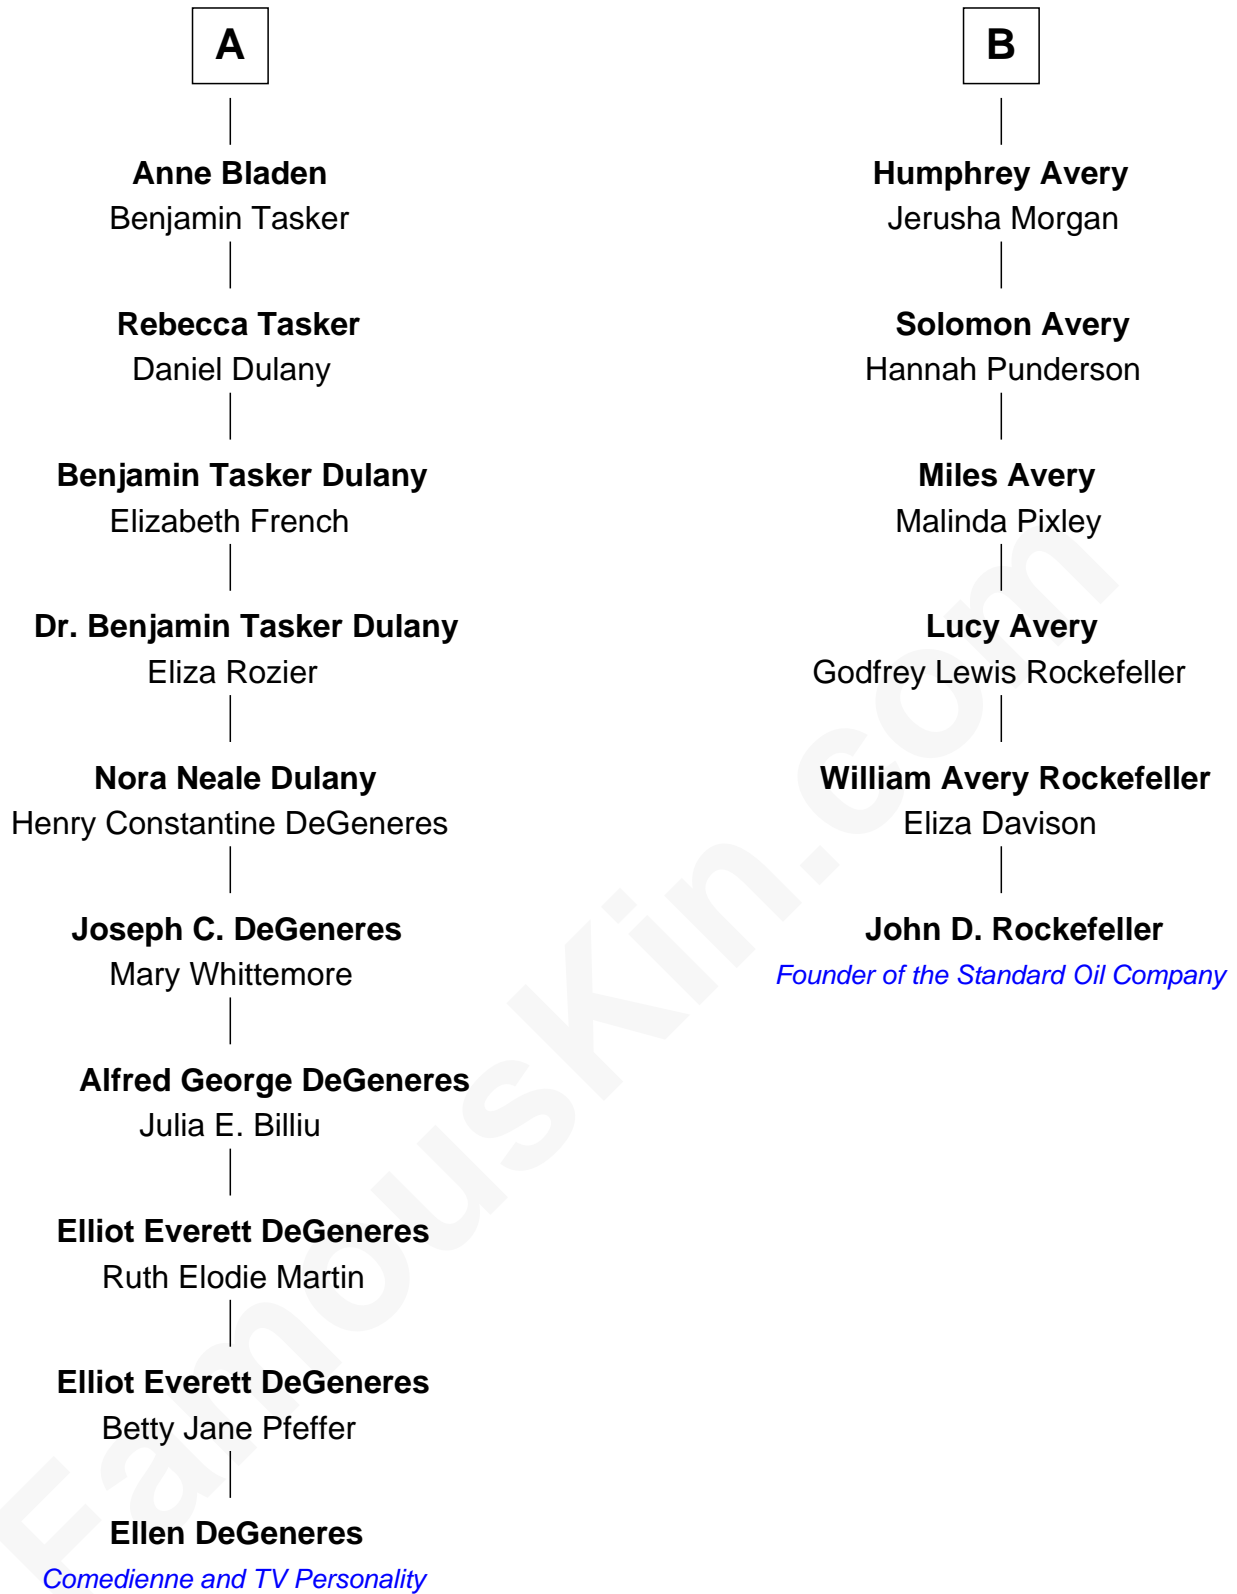 A
Anne Bladen
Benjamin Tasker
Rebecca Tasker
Daniel Dulany
Benjamin Tasker Dulany
Elizabeth French
Dr. Benjamin Tasker Dulany
Eliza Rozier
Nora Neale Dulany
Henry Constantine DeGeneres
Joseph C. DeGeneres
Mary Whittemore
Alfred George DeGeneres
Julia E. Billiu
Elliot Everett DeGeneres
Ruth Elodie Martin
Elliot Everett DeGeneres
Betty Jane Pfeffer
Ellen DeGeneres
Comedienne and TV Personality
B
Humphrey Avery
Jerusha Morgan
Solomon Avery
Hannah Punderson
Miles Avery
Malinda Pixley
Lucy Avery
Godfrey Lewis Rockefeller
William Avery Rockefeller
Eliza Davison
John D. Rockefeller
Founder of the Standard Oil Company
FamousKin.com